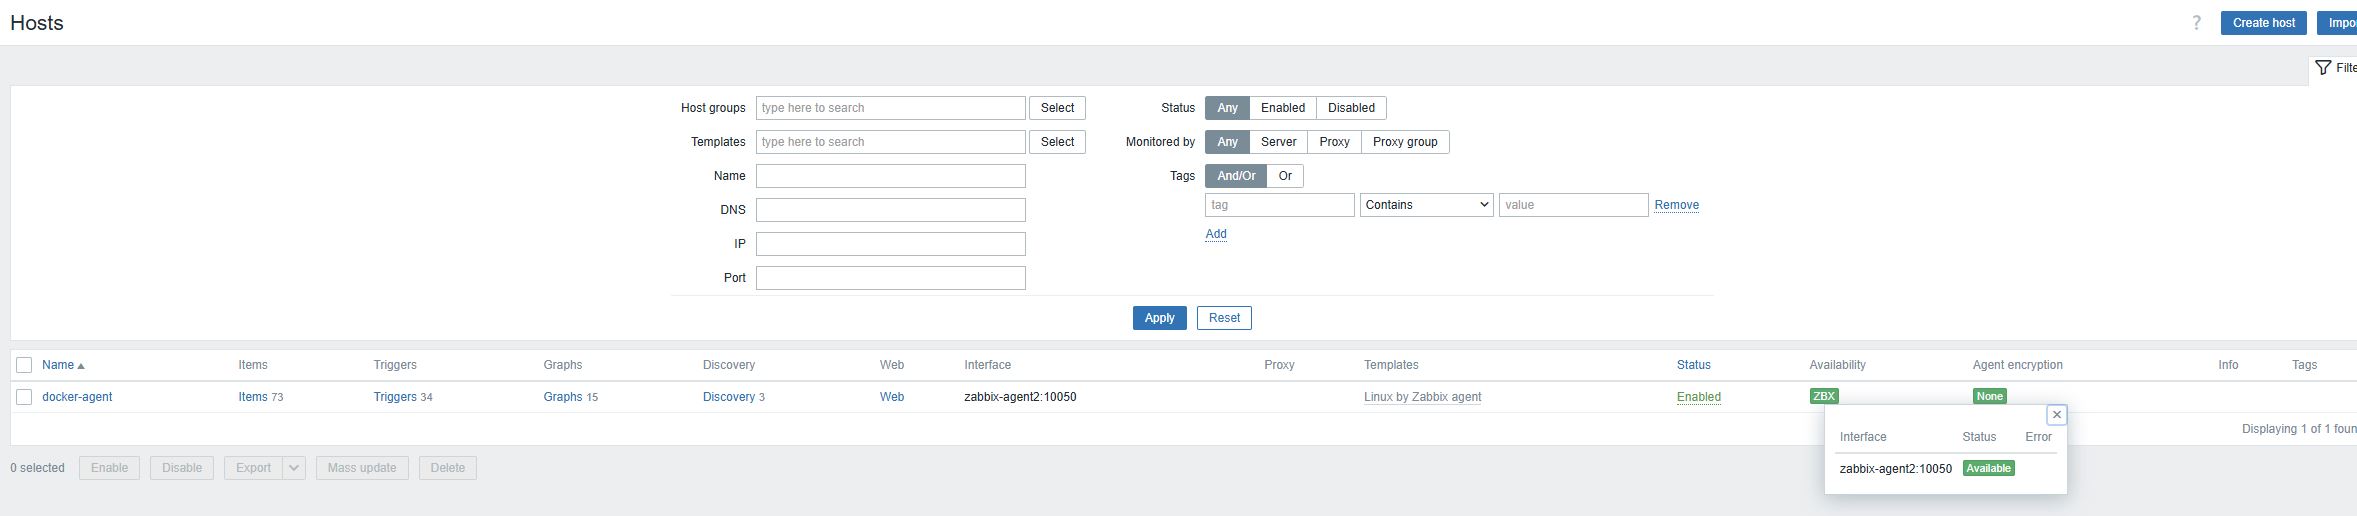 Hosts
? Create host Impo
Filte
Host groups type here to search Select Status Any Enabled Disabled
Templates type here to search Select Monitored by Any Server Proxy Proxy group
Name Tags And/Or Or
DNS tag Contains value Remove
IP Add
Port
Apply Reset
Name Items Triggers Graphs Discovery Web Interface Proxy Templates Status Availability Agent encryption Info Tags
docker-agent Items 73 Triggers 34 Graphs 15 Discovery 3 Web zabbix-agent2:10050 Linux by Zabbix agent Enabled ZBX None
Displaying 1 of 1 foun
Interface Status Error
zabbix-agent2:10050 Available
0 selected Enable Disable Export Mass update Delete